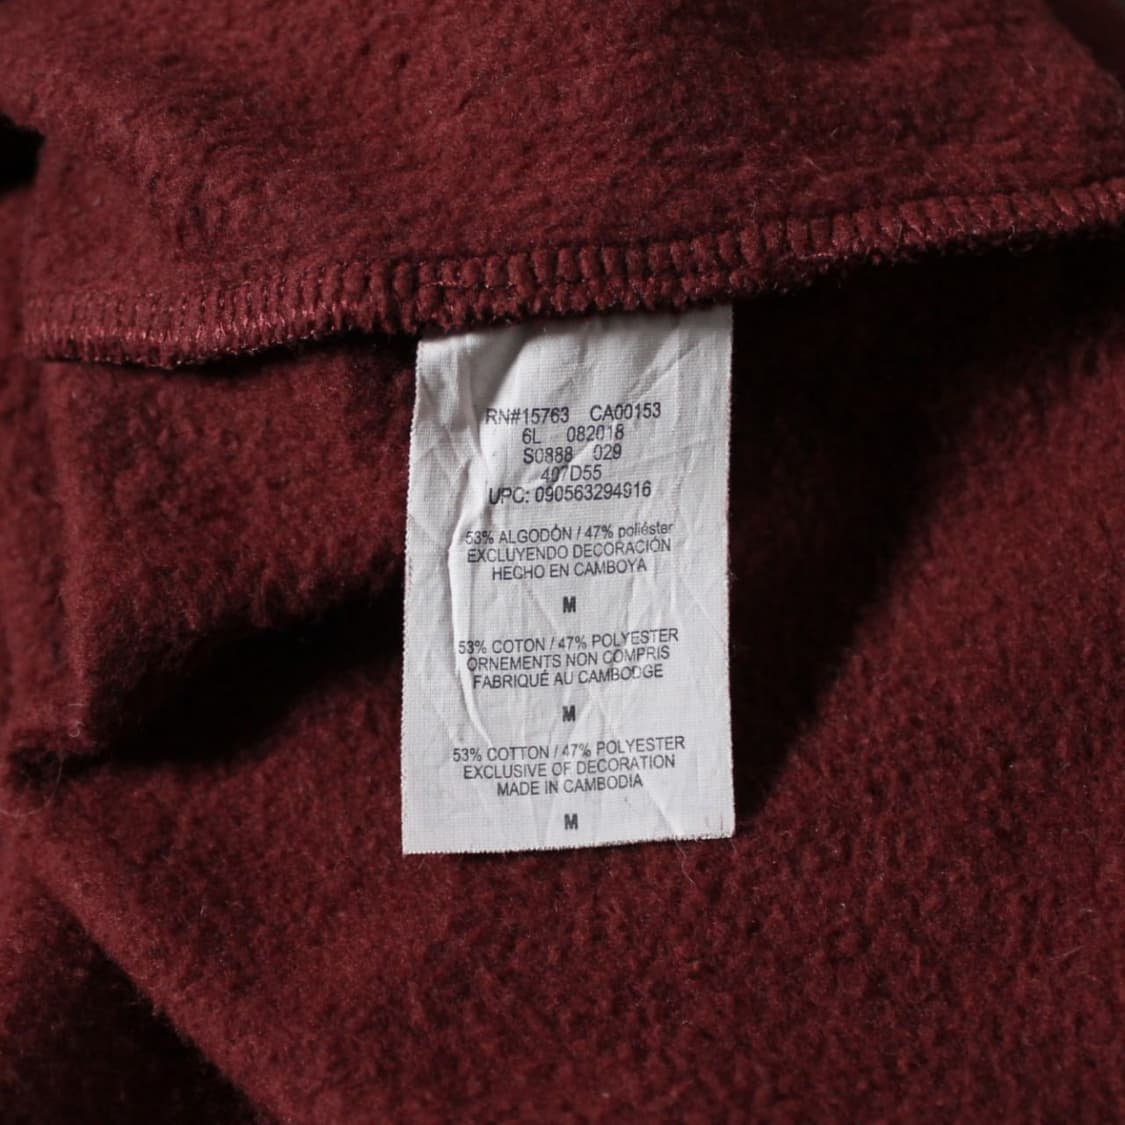 RN#15763 CA00153
6L 082018
S0888 029
407D55
UPC: 090563294916
53% ALGODÓN / 47% poliéster
EXCLUYENDO DECORACIÓN
HECHO EN CAMBOYA
M
53% COTON / 47% POLYESTER
ORNEMENTS NON COMPRIS
FABRIQUÉ AU CAMBODGE
M
53% COTTON / 47% POLYESTER
EXCLUSIVE OF DECORATION
MADE IN CAMBODIA
M